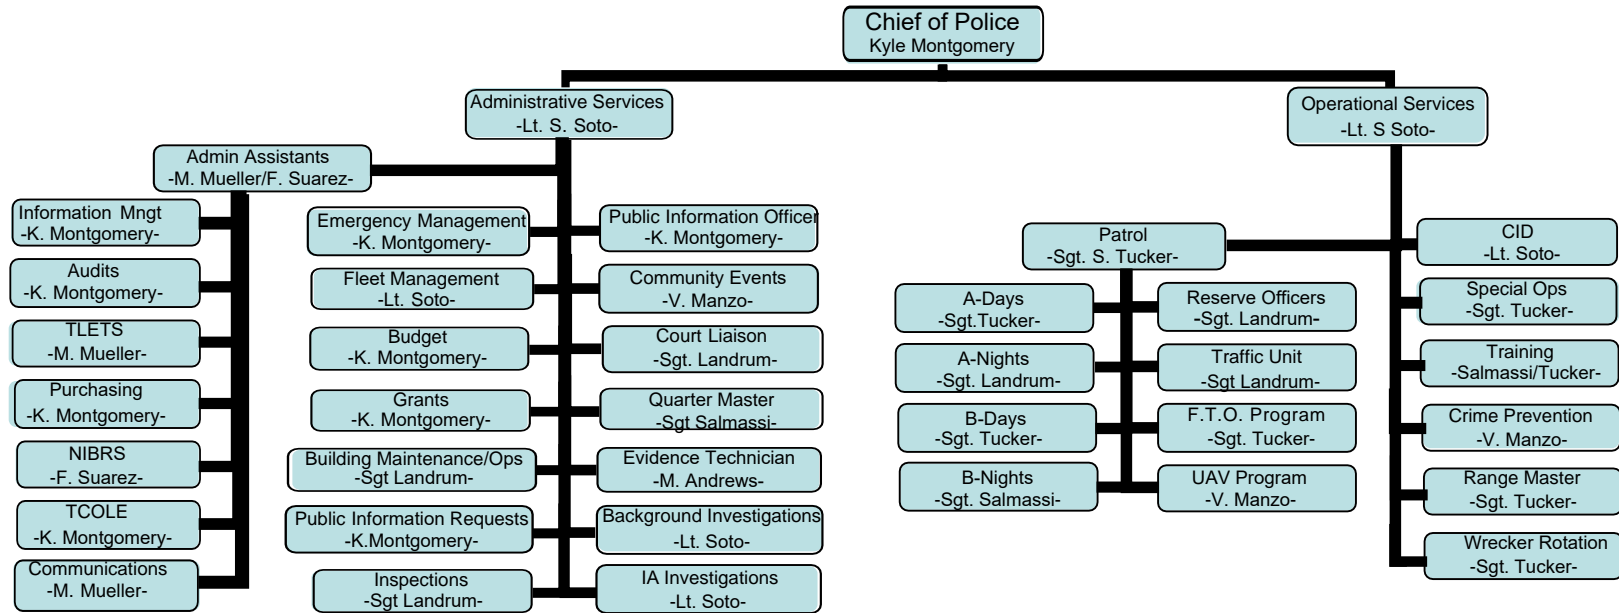 Chief of Police
Kyle Montgomery
Administrative Services
-Lt. S. Soto-
Operational Services
-Lt. S Soto-
Admin Assistants
-M. Mueller/F. Suarez-
Information Mngt
-K. Montgomery-
Audits
-K. Montgomery-
TLETS
-M. Mueller-
Purchasing
-K. Montgomery-
NIBRS
-F. Suarez-
TCOLE
-K. Montgomery-
Communications
-M. Mueller-
Emergency Management
-K. Montgomery-
Fleet Management
-Lt. Soto-
Budget
-K. Montgomery-
Grants
-K. Montgomery-
Building Maintenance/Ops
-Sgt Landrum-
Public Information Requests
-K.Montgomery-
Inspections
-Sgt Landrum-
Public Information Officer
-K. Montgomery-
Community Events
-V. Manzo-
Court Liaison
-Sgt. Landrum-
Quarter Master
-Sgt Salmassi-
Evidence Technician
-M. Andrews-
Background Investigations
-Lt. Soto-
IA Investigations
-Lt. Soto-
Patrol
-Sgt. S. Tucker-
A-Days
-Sgt.Tucker-
A-Nights
-Sgt. Landrum-
B-Days
-Sgt. Tucker-
B-Nights
-Sgt. Salmassi-
Reserve Officers
-Sgt. Landrum-
Traffic Unit
-Sgt Landrum-
F.T.O. Program
-Sgt. Tucker-
UAV Program
-V. Manzo-
CID
-Lt. Soto-
Special Ops
-Sgt. Tucker-
Training
-Salmassi/Tucker-
Crime Prevention
-V. Manzo-
Range Master
-Sgt. Tucker-
Wrecker Rotation
-Sgt. Tucker-